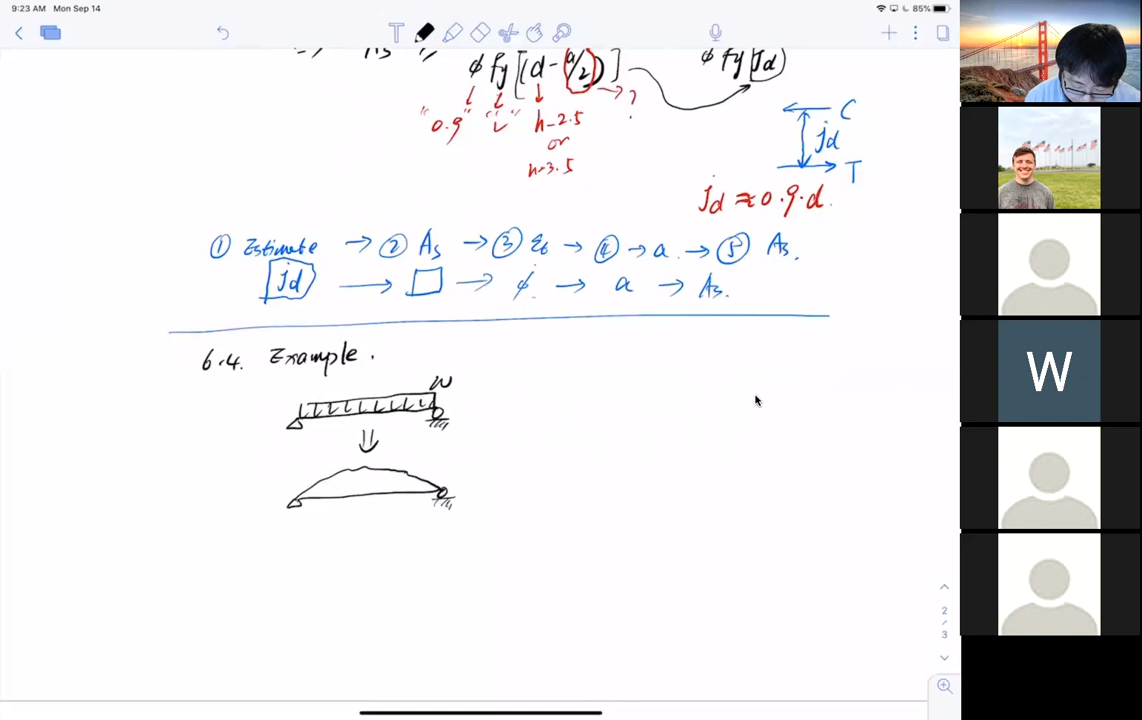 9:23 AM Mon Sep 14
85%
φ fy [(d - a/2)]
φ fy Jd
"0.9" "✓" h-2.5 ?
or
h-3.5
C
jd
T
Jd ≈ 0.9·d.
① Estimate → ② As → ③ εt → ④ → a → ⑤ As.
Jd → □ → φ. → a → As.
6.4. Example.
W
W
2
/
3